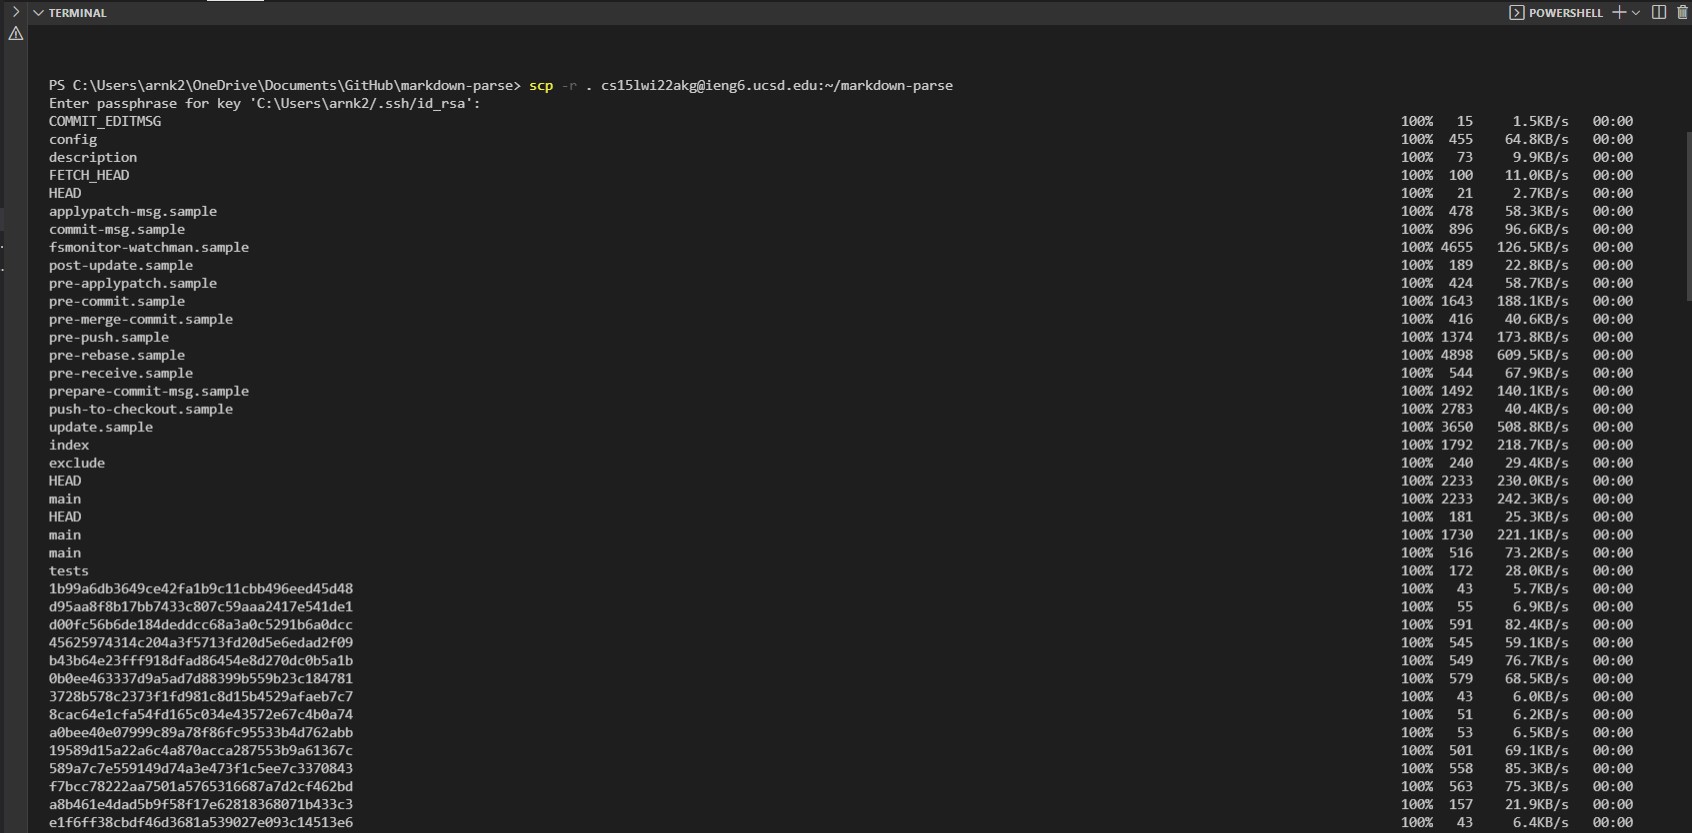 TERMINAL
POWERSHELL
PS C:\Users\arnk2\OneDrive\Documents\GitHub\markdown-parse> scp -r . cs15lwi22akg@ieng6.ucsd.edu:~/markdown-parse
Enter passphrase for key 'C:\Users\arnk2/.ssh/id_rsa':
COMMIT_EDITMSG 100% 15 1.5KB/s 00:00
config 100% 455 64.8KB/s 00:00
description 100% 73 9.9KB/s 00:00
FETCH_HEAD 100% 100 11.0KB/s 00:00
HEAD 100% 21 2.7KB/s 00:00
applypatch-msg.sample 100% 478 58.3KB/s 00:00
commit-msg.sample 100% 896 96.6KB/s 00:00
fsmonitor-watchman.sample 100% 4655 126.5KB/s 00:00
post-update.sample 100% 189 22.8KB/s 00:00
pre-applypatch.sample 100% 424 58.7KB/s 00:00
pre-commit.sample 100% 1643 188.1KB/s 00:00
pre-merge-commit.sample 100% 416 40.6KB/s 00:00
pre-push.sample 100% 1374 173.8KB/s 00:00
pre-rebase.sample 100% 4898 609.5KB/s 00:00
pre-receive.sample 100% 544 67.9KB/s 00:00
prepare-commit-msg.sample 100% 1492 140.1KB/s 00:00
push-to-checkout.sample 100% 2783 40.4KB/s 00:00
update.sample 100% 3650 508.8KB/s 00:00
index 100% 1792 218.7KB/s 00:00
exclude 100% 240 29.4KB/s 00:00
HEAD 100% 2233 230.0KB/s 00:00
main 100% 2233 242.3KB/s 00:00
HEAD 100% 181 25.3KB/s 00:00
main 100% 1730 221.1KB/s 00:00
main 100% 516 73.2KB/s 00:00
tests 100% 172 28.0KB/s 00:00
1b99a6db3649ce42fa1b9c11cbb496eed45d48 100% 43 5.7KB/s 00:00
d95aa8f8b17bb7433c807c59aaa2417e541de1 100% 55 6.9KB/s 00:00
d00fc56b6de184deddcc68a3a0c5291b6a0dcc 100% 591 82.4KB/s 00:00
45625974314c204a3f5713fd20d5e6edad2f09 100% 545 59.1KB/s 00:00
b43b64e23fff918dfad86454e8d270dc0b5a1b 100% 549 76.7KB/s 00:00
0b0ee463337d9a5ad7d88399b559b23c184781 100% 579 68.5KB/s 00:00
3728b578c2373f1fd981c8d15b4529afaeb7c7 100% 43 6.0KB/s 00:00
8cac64e1cfa54fd165c034e43572e67c4b0a74 100% 51 6.2KB/s 00:00
a0bee40e07999c89a78f86fc95533b4d762abb 100% 53 6.5KB/s 00:00
19589d15a22a6c4a870acca287553b9a61367c 100% 501 69.1KB/s 00:00
589a7c7e559149d74a3e473f1c5ee7c3370843 100% 558 85.3KB/s 00:00
f7bcc78222aa7501a5765316687a7d2cf462bd 100% 563 75.3KB/s 00:00
a8b461e4dad5b9f58f17e62818368071b433c3 100% 157 21.9KB/s 00:00
e1f6ff38cbdf46d3681a539027e093c14513e6 100% 43 6.4KB/s 00:00